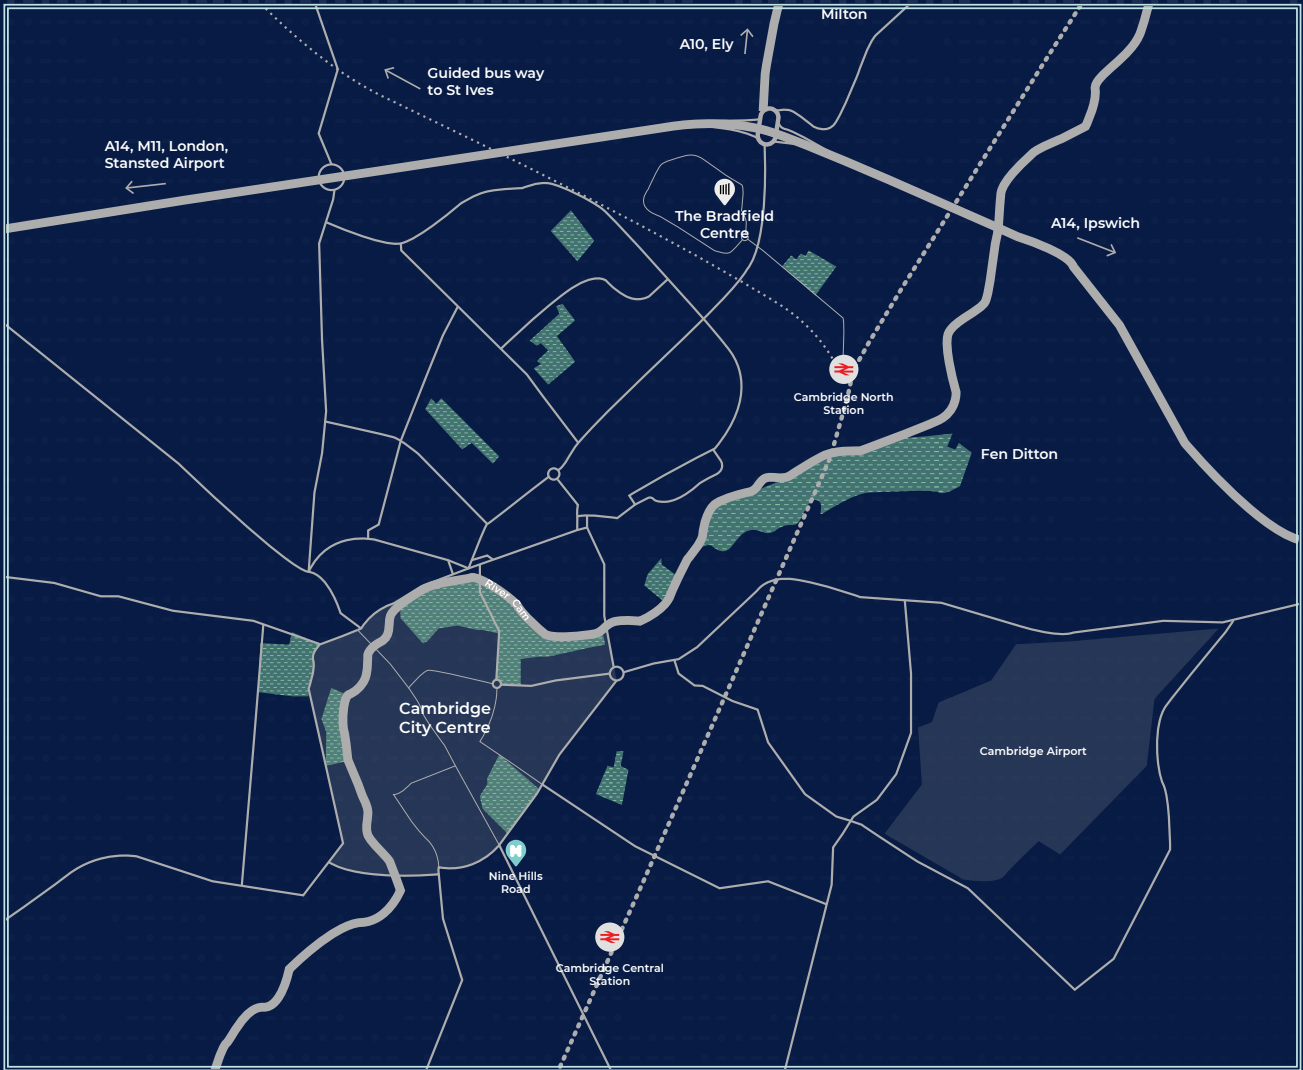 Milton
A10, Ely
Guided bus way
to St Ives
A14, M11, London,
Stansted Airport
The Bradfield
Centre
A14, Ipswich
Cambridge North
Station
Fen Ditton
River Cam
Cambridge
City Centre
Cambridge Airport
Nine Hills
Road
Cambridge Central
Station